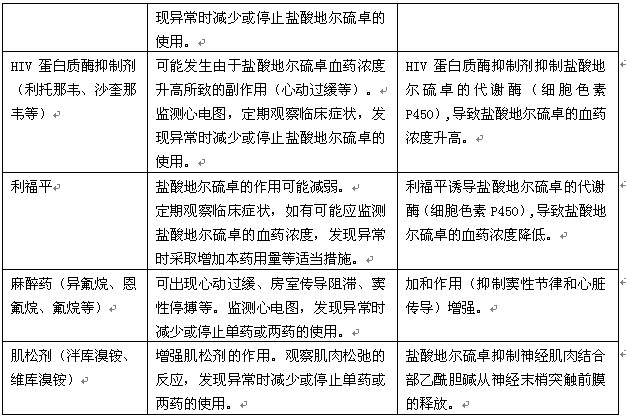 现异常时减少或停止盐酸地尔硫卓的
使用。
HIV 蛋白质酶抑制剂
（利托那韦、沙奎那
韦等）
可能发生由于盐酸地尔硫卓血药浓度
升高所致的副作用（心动过缓等）。
监测心电图，定期观察临床症状，发
现异常时减少或停止盐酸地尔硫卓的
使用。
HIV 蛋白质酶抑制剂抑制盐酸地
尔硫卓的代谢酶（细胞色素
P450）,导致盐酸地尔硫卓的血药
浓度升高。
利福平
盐酸地尔硫卓的作用可能减弱。
定期观察临床症状，如有可能应监测
盐酸地尔硫卓的血药浓度，发现异常
时采取增加本药用量等适当措施。
利福平诱导盐酸地尔硫卓的代谢
酶（细胞色素 P450）,导致盐酸地
尔硫卓的血药浓度降低。
麻醉药（异氟烷、恩
氟烷、氟烷等）
可出现心动过缓、房室传导阻滞、窦
性停搏等。监测心电图，发现异常时
减少或停止单药或两药的使用。
加和作用（抑制窦性节律和心脏
传导）增强。
肌松剂（泮库溴铵、
维库溴铵）
增强肌松剂的作用。观察肌肉松弛的
反应，发现异常时减少或停止单药或
两药的使用。
盐酸地尔硫卓抑制神经肌肉结合
部乙酰胆碱从神经末梢突触前膜
的释放。